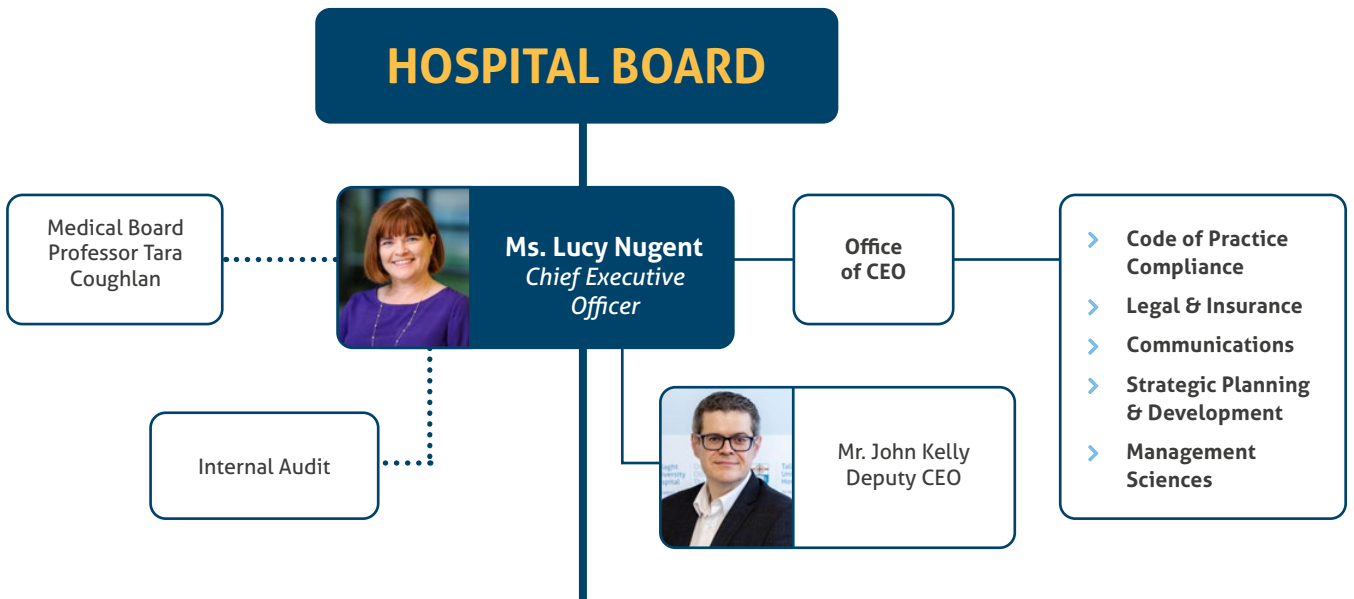 HOSPITAL BOARD
Medical Board
Professor Tara
Coughlan
Ms. Lucy Nugent
Chief Executive
Officer
Office
of CEO
Code of Practice
Compliance
Legal & Insurance
Communications
Strategic Planning
& Development
Management
Sciences
Internal Audit
Mr. John Kelly
Deputy CEO